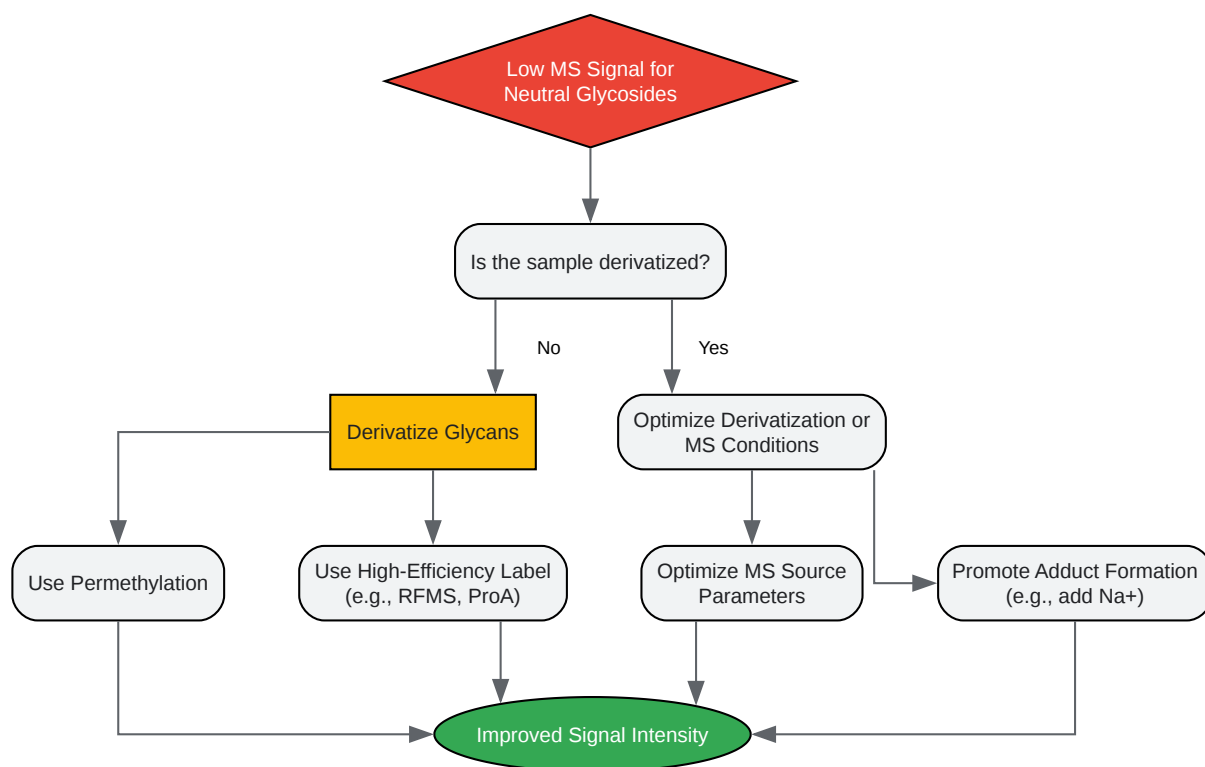 Low MS Signal for
Neutral Glycosides
Is the sample derivatized?
No
Yes
Derivatize Glycans
Optimize Derivatization or
MS Conditions
Use Permethylation
Use High-Efficiency Label
(e.g., RFMS, ProA)
Optimize MS Source
Parameters
Promote Adduct Formation
(e.g., add Na+)
Improved Signal Intensity